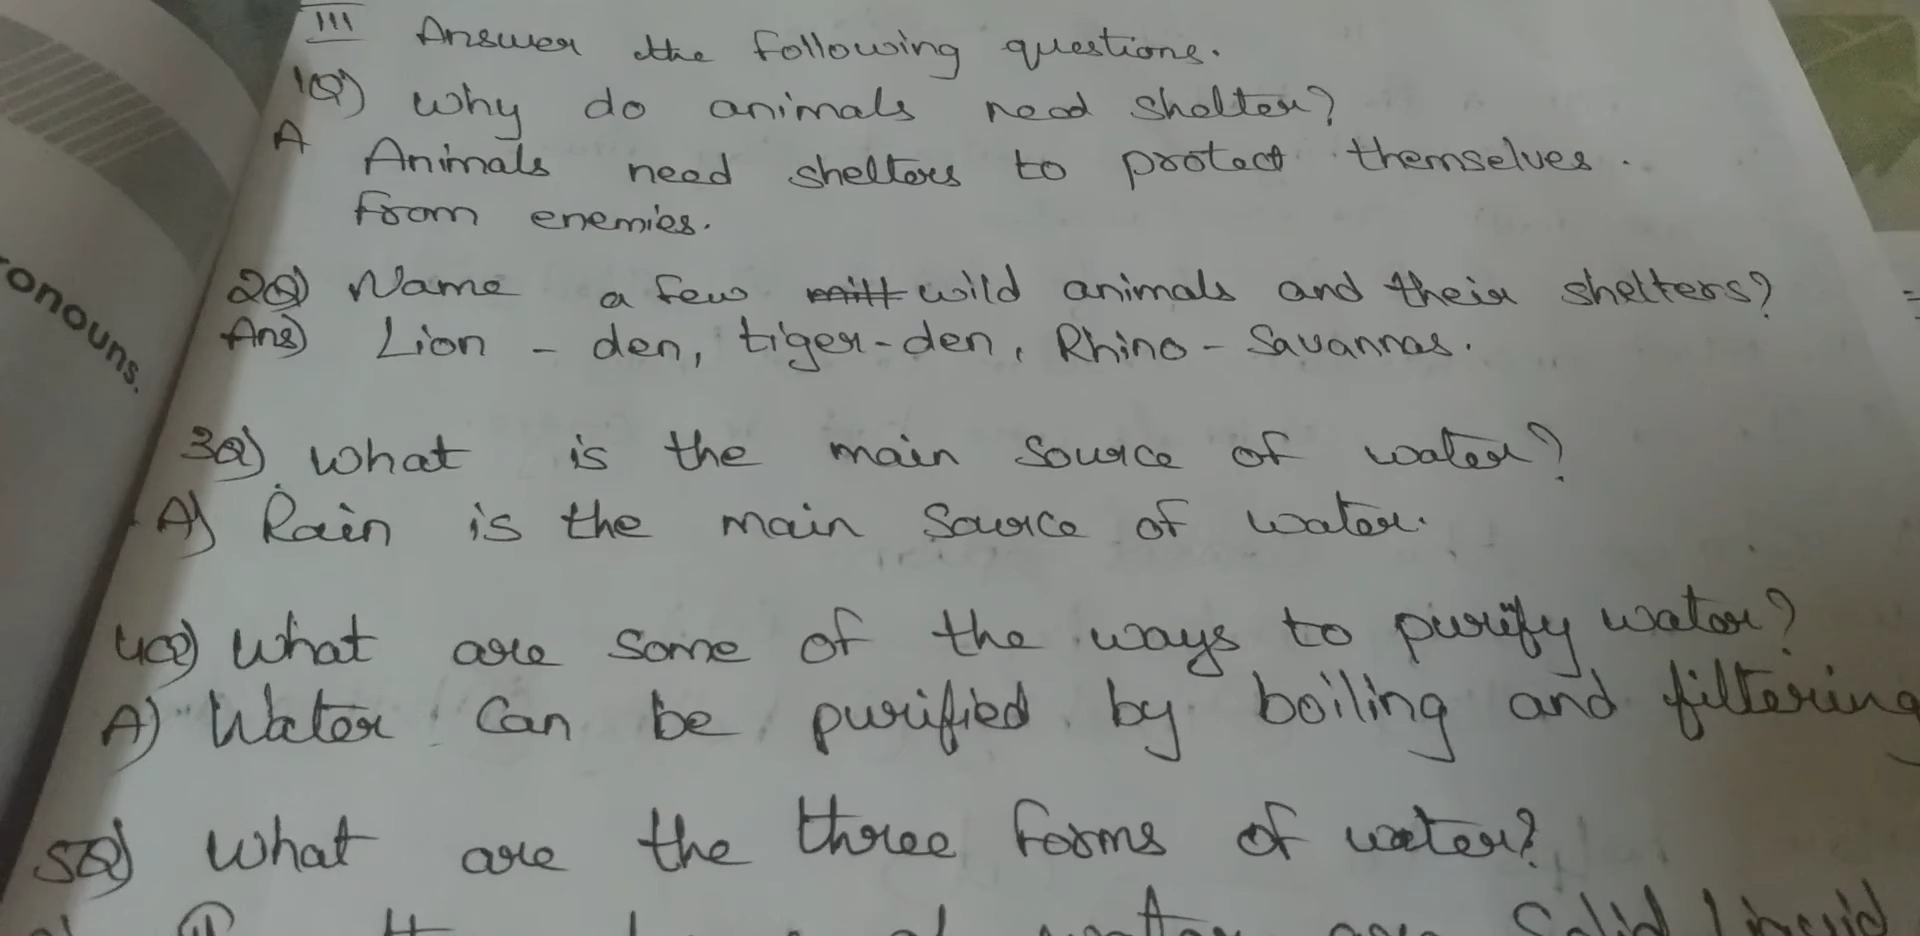 III Answer the following questions.
1Q) Why do animals need shelter?
A Animals need shelters to protect themselves.
from enemies.
2Q) Name a few wild animals and their shelters?
Ans) Lion - den, tiger-den, Rhino - Savannas.
3Q) What is the main source of water?
A) Rain is the main source of water.
4Q) What are some of the ways to purify water?
A) Water can be purified by boiling and filtering
5Q) What are the three forms of water?
are Solid Liquid
onouns.